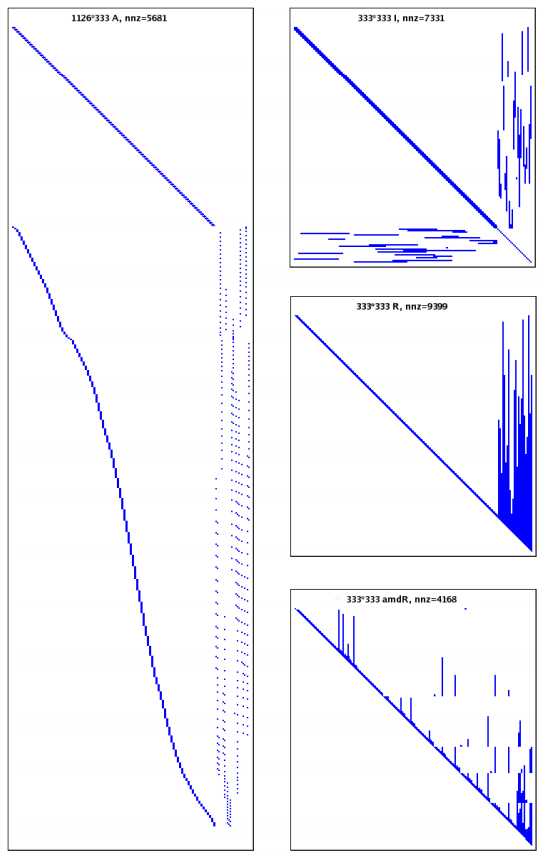 1126*333 A, nnz=5681
333*333 I, nnz=7331
333*333 R, nnz=9399
333*333 amdR, nnz=4168